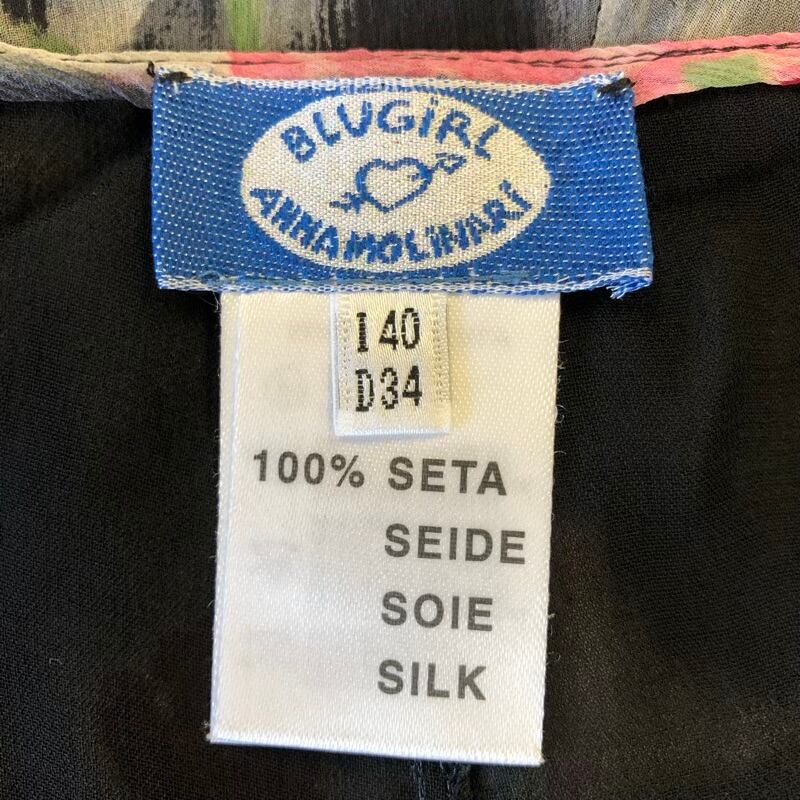 BLUGiRL
ANNAMOLiNARi
I 40
D34
100% SETA
SEIDE
SOIE
SILK